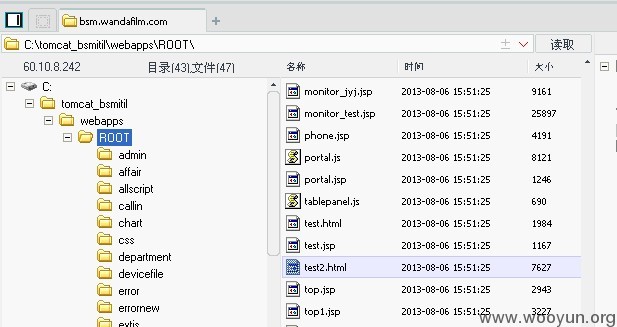 bsm.wandafilm.com
C:\tomcat_bsmitil\webapps\ROOT\ 读取
60.10.8.242 目录(43),文件(47) 名称 时间 大小
C: monitor_jyj.jsp 2013-08-06 15:51:25 9161
tomcat_bsmitil monitor_test.jsp 2013-08-06 15:51:25 25897
webapps phone.jsp 2013-08-06 15:51:25 4191
ROOT portal.js 2013-08-06 15:51:25 8121
admin portal.jsp 2013-08-06 15:51:25 1246
affair tablepanel.js 2013-08-06 15:51:25 690
allscript test.html 2013-08-06 15:51:25 1984
callin test.jsp 2013-08-06 15:51:25 1167
chart test2.html 2013-08-06 15:51:25 7627
css top.jsp 2013-08-06 15:51:25 2943
department top1.jsp 2013-08-06 15:51:25 3227
devicefile
error
errornew
extjs
www.wooyun.org